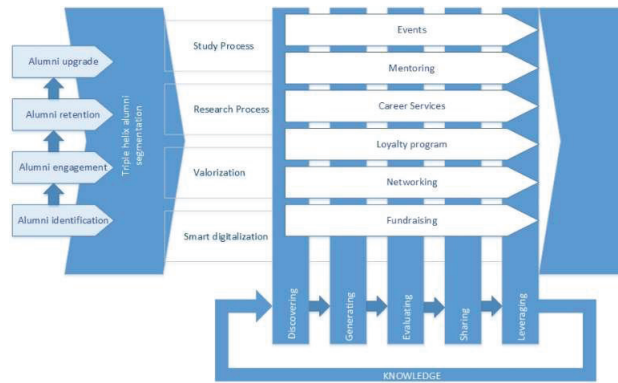 Alumni upgrade
Alumni retention
Alumni engagement
Alumni identification
Triple helix alumni
segmentation
Study Process
Research Process
Valorization
Smart digitalization
Events
Mentoring
Career Services
Loyalty program
Networking
Fundraising
Discovering
Generating
Evaluating
Sharing
Leveraging
KNOWLEDGE